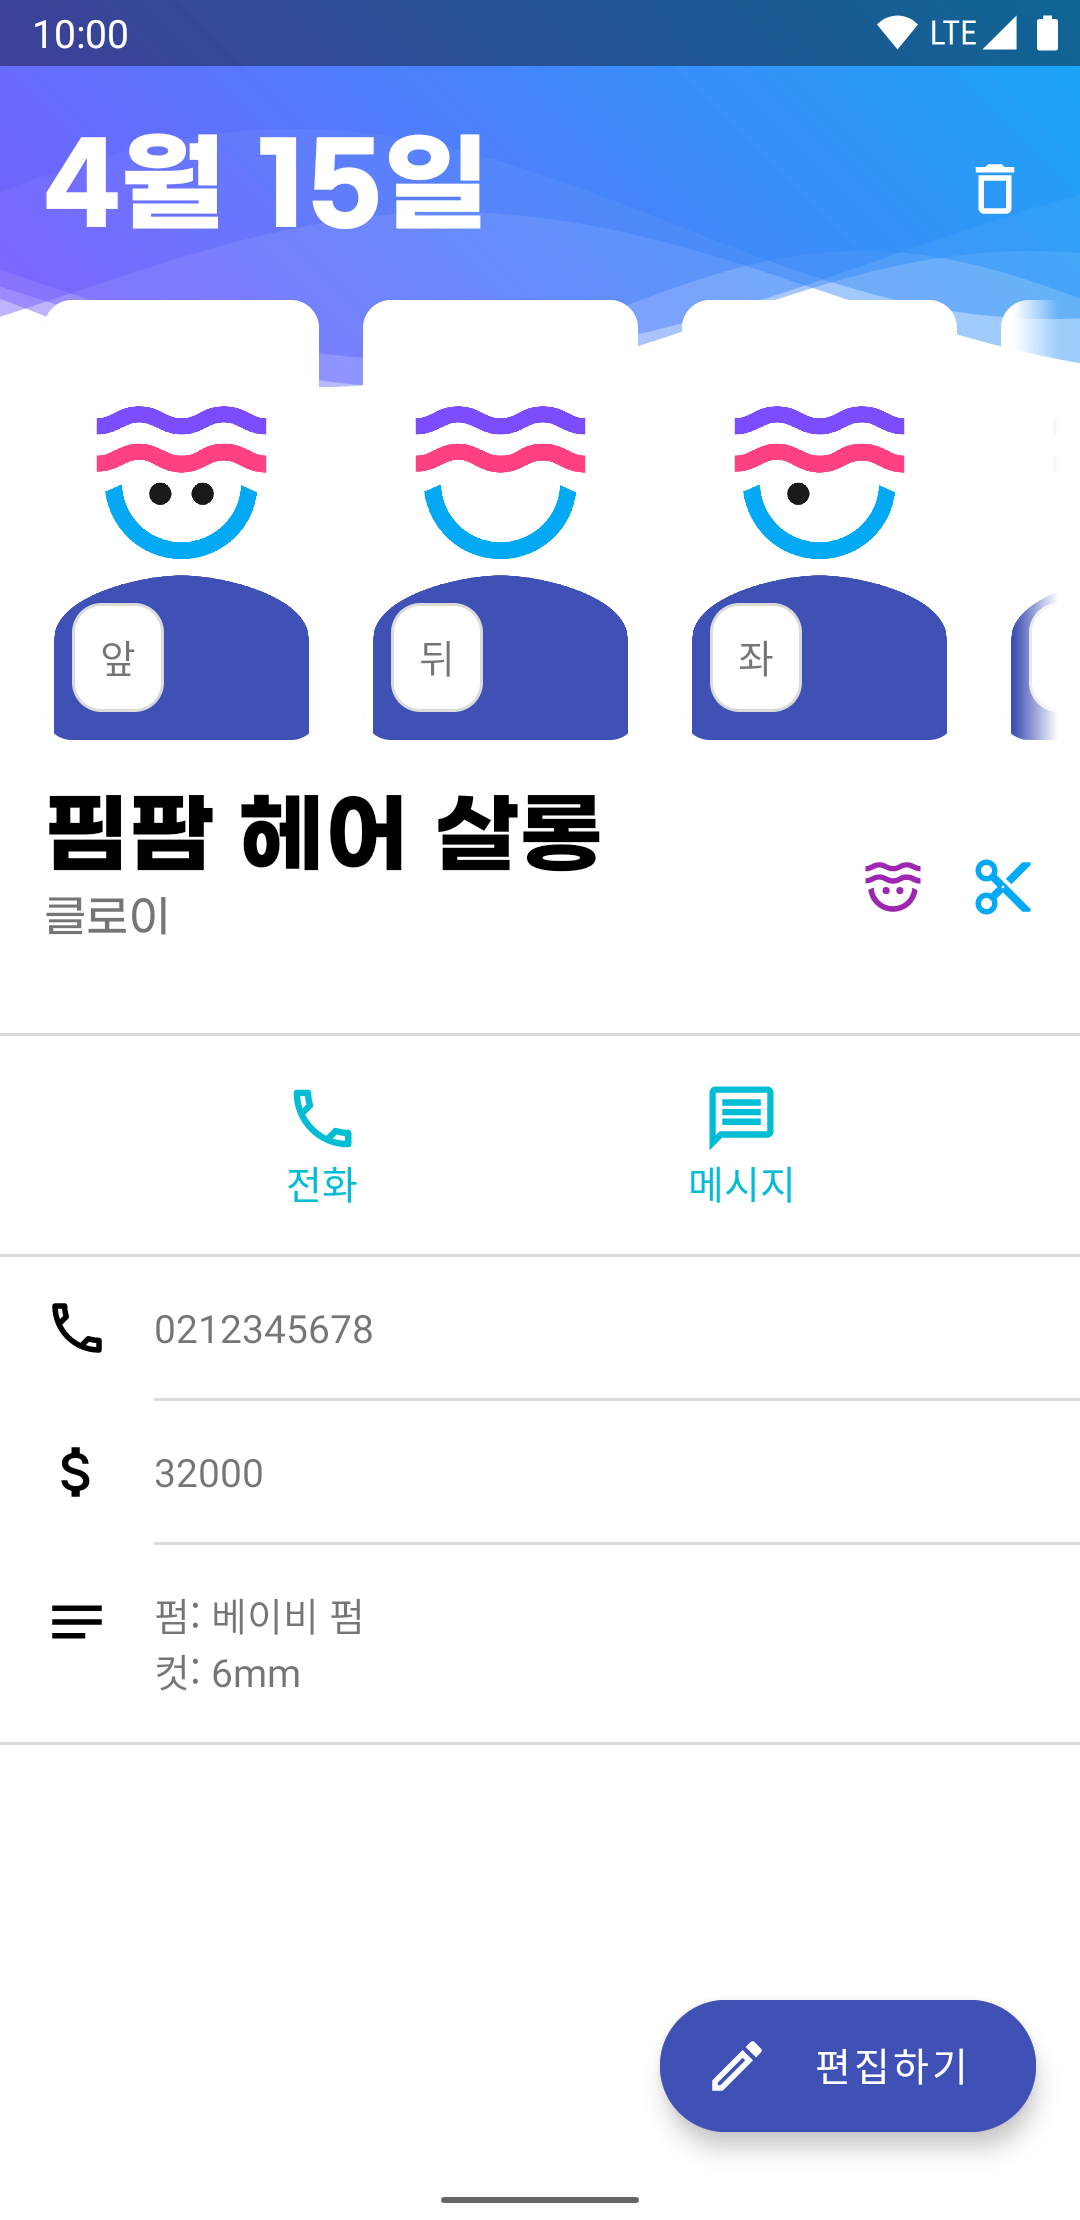 10:00 LTE
4월 15일
앞 뒤 좌
핌팜 헤어 살롱
클로이
전화 메시지
0212345678
32000
펌: 베이비 펌
컷: 6mm
편집하기